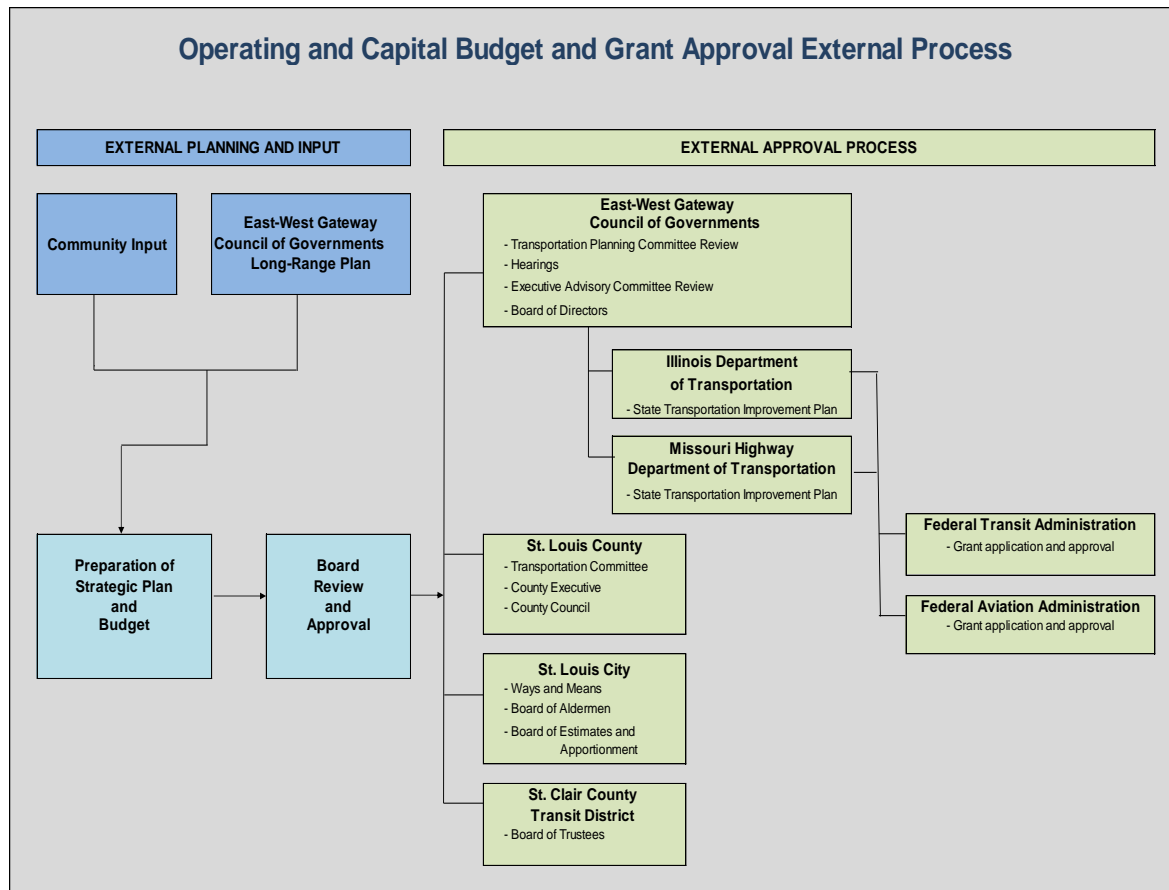 Operating and Capital Budget and Grant Approval External Process
EXTERNAL PLANNING AND INPUT
EXTERNAL APPROVAL PROCESS
Community Input
East-West Gateway
Council of Governments
Long-Range Plan
Preparation of
Strategic Plan
and
Budget
Board
Review
and
Approval
East-West Gateway
Council of Governments
- Transportation Planning Committee Review
- Hearings
- Executive Advisory Committee Review
- Board of Directors
Illinois Department
of Transportation
- State Transportation Improvement Plan
Missouri Highway
Department of Transportation
- State Transportation Improvement Plan
Federal Transit Administration
- Grant application and approval
Federal Aviation Administration
- Grant application and approval
St. Louis County
- Transportation Committee
- County Executive
- County Council
St. Louis City
- Ways and Means
- Board of Aldermen
- Board of Estimates and
Apportionment
St. Clair County
Transit District
- Board of Trustees